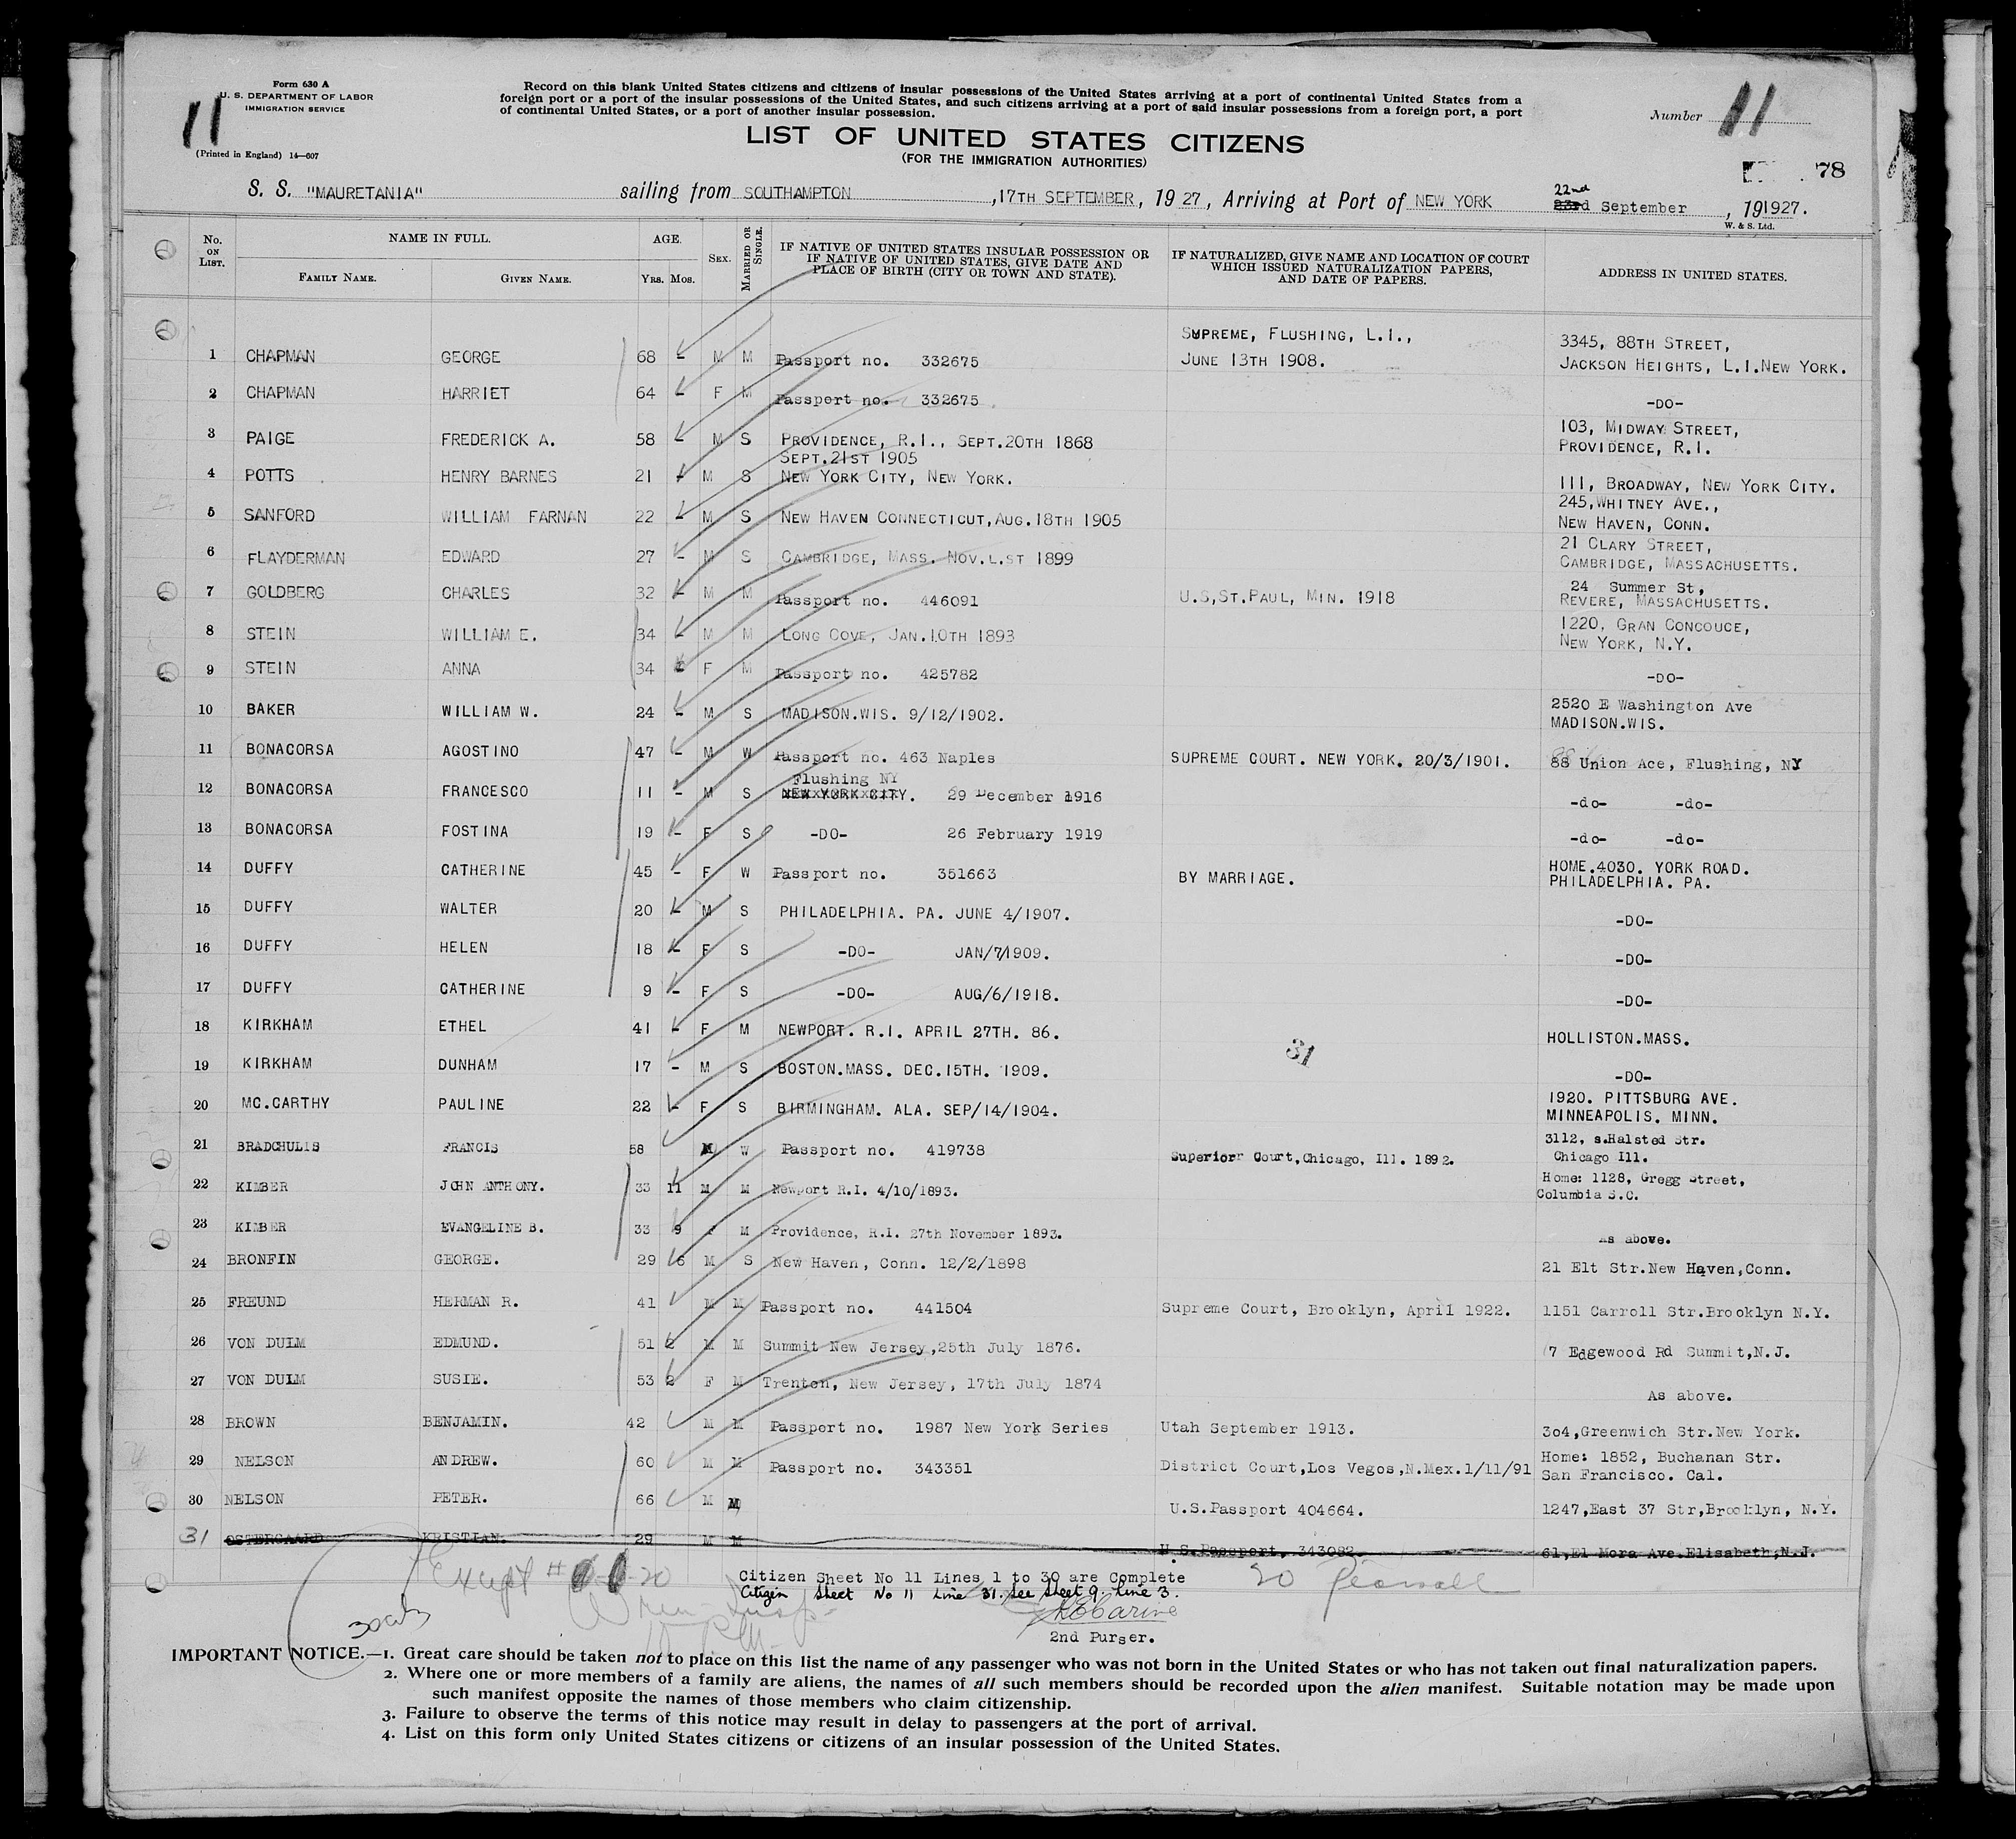 Form 630 A
U. S. DEPARTMENT OF LABOR
IMMIGRATION SERVICE
11
(Printed in England) 14—607
Record on this blank United States citizens and citizens of insular possessions of the United States arriving at a port of continental United States from a
foreign port or a port of the insular possessions of the United States, and such citizens arriving at a port of said insular possessions from a foreign port, a port
of continental United States, or a port of another insular possession.
Number 11
LIST OF UNITED STATES CITIZENS
(FOR THE IMMIGRATION AUTHORITIES)
78
S. S. "MAURETANIA" sailing from SOUTHAMPTON , 17TH SEPTEMBER, 19 27, Arriving at Port of NEW YORK 22nd 23rd September , 191927.
W. & S. Ltd.
No. ON LIST. NAME IN FULL. AGE. SEX. MARRIED OR SINGLE. IF NATIVE OF UNITED STATES INSULAR POSSESSION OR IF NATIVE OF UNITED STATES, GIVE DATE AND PLACE OF BIRTH (CITY OR TOWN AND STATE). IF NATURALIZED, GIVE NAME AND LOCATION OF COURT WHICH ISSUED NATURALIZATION PAPERS, AND DATE OF PAPERS. ADDRESS IN UNITED STATES.
FAMILY NAME. GIVEN NAME. YRS. MOS.
1 CHAPMAN GEORGE 68 - M M Passport no. 332675 SUPREME, FLUSHING, L.I., JUNE 13TH 1908. 3345, 88TH STREET, JACKSON HEIGHTS, L.I.NEW YORK.
2 CHAPMAN HARRIET 64 - F M Passport no. 332675 -DO-
3 PAIGE FREDERICK A. 58 - M S PROVIDENCE, R.I., SEPT.20TH 1868 103, MIDWAY STREET, PROVIDENCE, R.I.
4 POTTS HENRY BARNES 21 - M S SEPT.21ST 1905 NEW YORK CITY, NEW YORK. 111, BROADWAY, NEW YORK CITY.
5 SANFORD WILLIAM FARNAN 22 - M S NEW HAVEN CONNECTICUT,AUG.18TH 1905 245,WHITNEY AVE., NEW HAVEN, CONN.
6 FLAYDERMAN EDWARD 27 - M S CAMBRIDGE, MASS. NOV.L.ST 1899 21 CLARY STREET, CAMBRIDGE, MASSACHUSETTS.
7 GOLDBERG CHARLES 32 - M M Passport no. 446091 U.S,ST.PAUL, MIN. 1918 24 Summer St, REVERE, MASSACHUSETTS.
8 STEIN WILLIAM E. 34 - M M LONG COVE, JAN.10TH 1893 1220, GRAN CONCOUCE, NEW YORK, N.Y.
9 STEIN ANNA 34 F M Passport no. 425782 -DO-
10 BAKER WILLIAM W. 24 - M S MADISON.WIS. 9/12/1902. 2520 E Washington Ave MADISON.WIS.
11 BONACORSA AGOSTINO 47 - M W Passport no. 463 Naples SUPREME COURT. NEW YORK. 20/3/1901. 88 Union Ace, Flushing, NY
12 BONACORSA FRANCESCO 11 - M S Flushing NY NEW YORK CITY. 29 December 1916 -do- -do-
13 BONACORSA FOSTINA 19 - F S -DO- 26 February 1919 -do- -do-
14 DUFFY CATHERINE 45 - F W Passport no. 351663 BY MARRIAGE. HOME.4030. YORK ROAD. PHILADELPHIA. PA.
15 DUFFY WALTER 20 - M S PHILADELPHIA. PA. JUNE 4/1907. -DO-
16 DUFFY HELEN 18 - F S -DO- JAN/7/1909. -DO-
17 DUFFY CATHERINE 9 - F S -DO- AUG/6/1918. -DO-
18 KIRKHAM ETHEL 41 - F M NEWPORT. R.I. APRIL 27TH. 86. HOLLISTON.MASS.
31
19 KIRKHAM DUNHAM 17 - M S BOSTON.MASS. DEC.15TH. 1909. -DO-
20 MC.CARTHY PAULINE 22 - F S BIRMINGHAM. ALA. SEP/14/1904. 1920. PITTSBURG AVE. MINNEAPOLIS. MINN.
21 BRADCHULIS FRANCIS 58 M W Passport no. 419738 Superiorr Court,Chicago, Ill. 1892. 3112, s.Halsted Str. Chicago Ill.
22 KIMBER JOHN ANTHONY. 33 11 M M Newport R.I. 4/10/1893. Home: 1128, Gregg Street, Columbia S.C.
23 KIMBER EVANGELINE B. 33 9 F M Providence, R.I. 27th November 1893. As above.
24 BRONFIN GEORGE. 29 6 M S New Haven, Conn. 12/2/1898 21 Elt Str.New Haven,Conn.
25 FREUND HERMAN R. 41 M M Passport no. 441504 Supreme Court, Brooklyn, April 1922. 1151 Carroll Str.Brooklyn N.Y.
26 VON DULM EDMUND. 51 2 M M Summit New Jersey,25th July 1876. 7 Edgewood Rd Summit,N.J.
27 VON DULM SUSIE. 53 2 F M Trenton, New Jersey, 17th July 1874 As above.
28 BROWN BENJAMIN. 42 M M Passport no. 1987 New York Series Utah September 1913. 304,Greenwich Str.New York.
29 NELSON ANDREW. 60 M M Passport no. 343351 District Court,Los Vegos,N.Mex.1/11/91 Home: 1852, Buchanan Str. San Francisco. Cal.
30 NELSON PETER. 66 M M U.S.Passport 404664. 1247,East 37 Str,Brooklyn, N.Y.
31 OSTERGAARD KRISTIAN. 29 M M U.S.Passport, 343082. 61,El Mora Ave.Elisabeth,N.J.
Except # 20
Citizen Sheet No 11 Lines 1 to 30 are Complete
Citizen Sheet No 11 Line 31. see Sheet 9. Line 3.
2nd Purser.
IMPORTANT NOTICE.—1. Great care should be taken not to place on this list the name of any passenger who was not born in the United States or who has not taken out final naturalization papers.
2. Where one or more members of a family are aliens, the names of all such members should be recorded upon the alien manifest. Suitable notation may be made upon
such manifest opposite the names of those members who claim citizenship.
3. Failure to observe the terms of this notice may result in delay to passengers at the port of arrival.
4. List on this form only United States citizens or citizens of an insular possession of the United States.